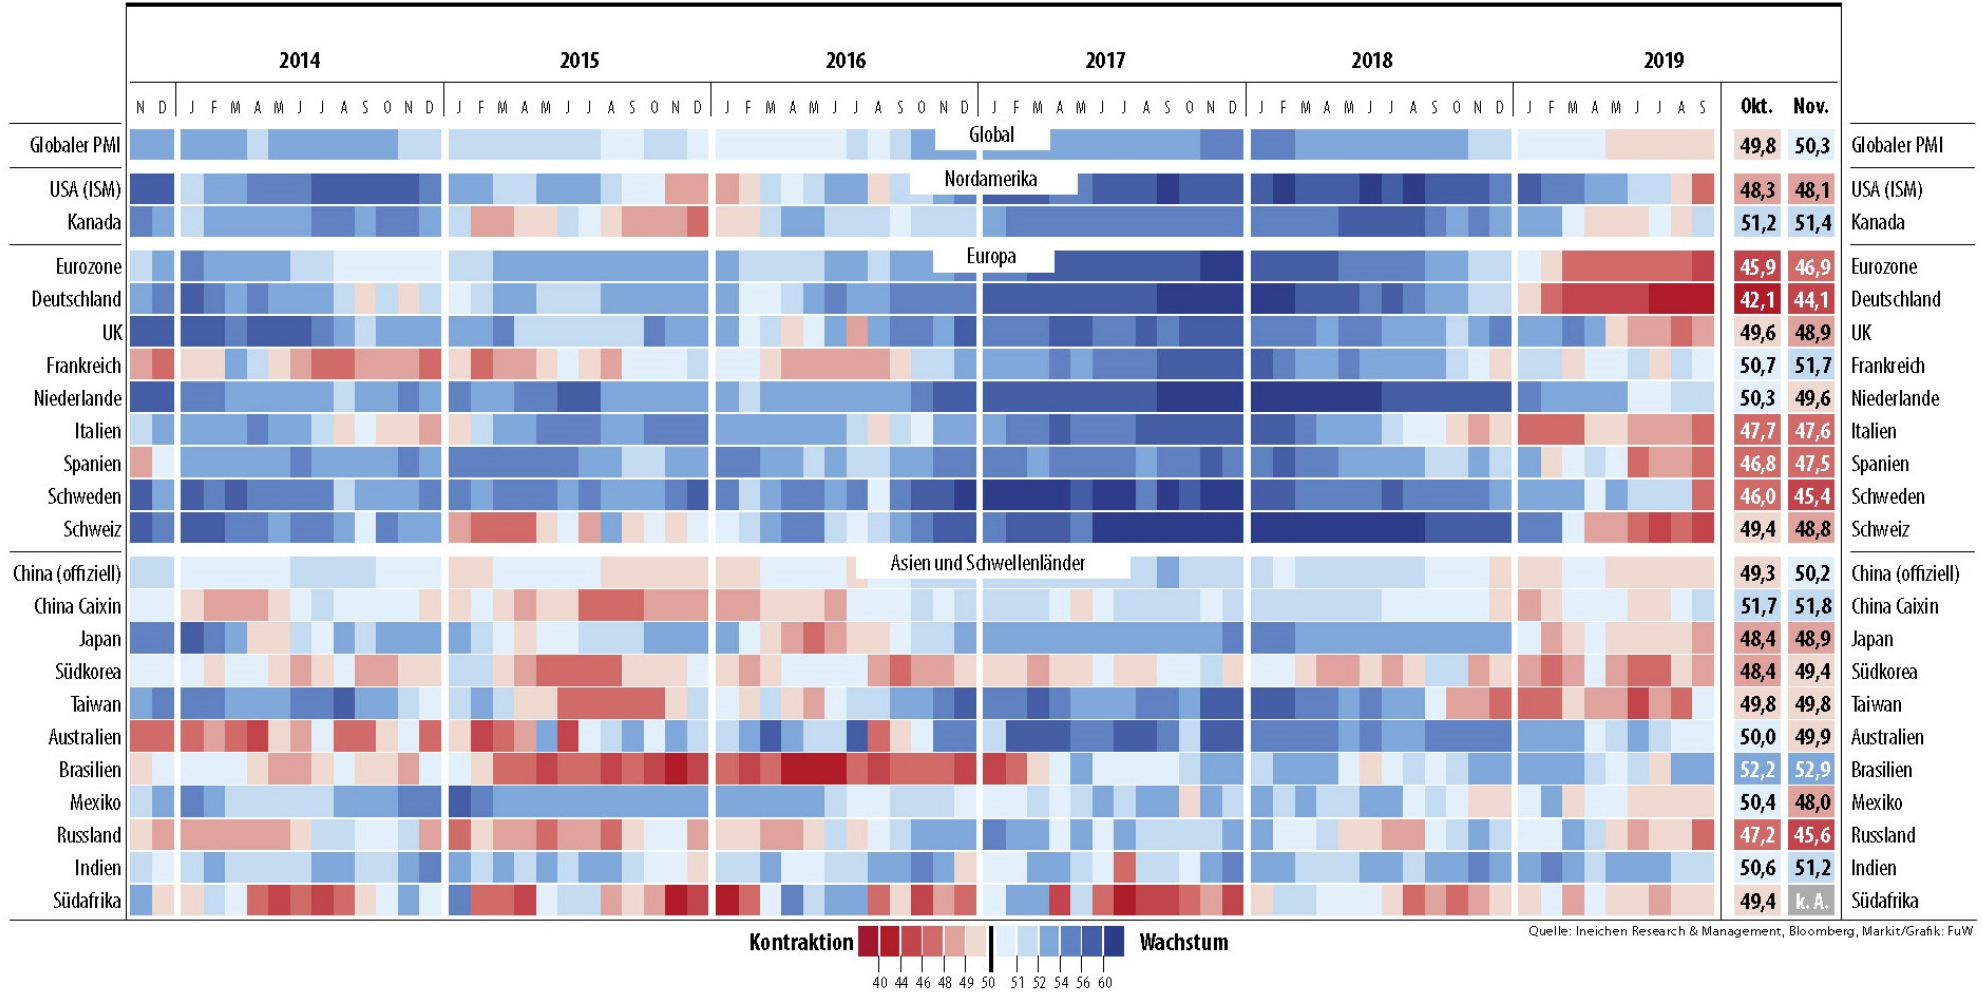 2014 2015 2016 2017 2018 2019
N D J F M A M J J A S O N D J F M A M J J A S O N D J F M A M J J A S O N D J F M A M J J A S O N D J F M A M J J A S O N D J F M A M J J A S Okt. Nov.
Global
Globaler PMI 49,8 50,3 Globaler PMI
Nordamerika
USA (ISM) 48,3 48,1 USA (ISM)
Kanada 51,2 51,4 Kanada
Europa
Eurozone 45,9 46,9 Eurozone
Deutschland 42,1 44,1 Deutschland
UK 49,6 48,9 UK
Frankreich 50,7 51,7 Frankreich
Niederlande 50,3 49,6 Niederlande
Italien 47,7 47,6 Italien
Spanien 46,8 47,5 Spanien
Schweden 46,0 45,4 Schweden
Schweiz 49,4 48,8 Schweiz
Asien und Schwellenländer
China (offiziell) 49,3 50,2 China (offiziell)
China Caixin 51,7 51,8 China Caixin
Japan 48,4 48,9 Japan
Südkorea 48,4 49,4 Südkorea
Taiwan 49,8 49,8 Taiwan
Australien 50,0 49,9 Australien
Brasilien 52,2 52,9 Brasilien
Mexiko 50,4 48,0 Mexiko
Russland 47,2 45,6 Russland
Indien 50,6 51,2 Indien
Südafrika 49,4 k. A. Südafrika
Kontraktion Wachstum
40 44 46 48 49 50 51 52 54 56 60
Quelle: Ineichen Research & Management, Bloomberg, Markit/Grafik: FuW